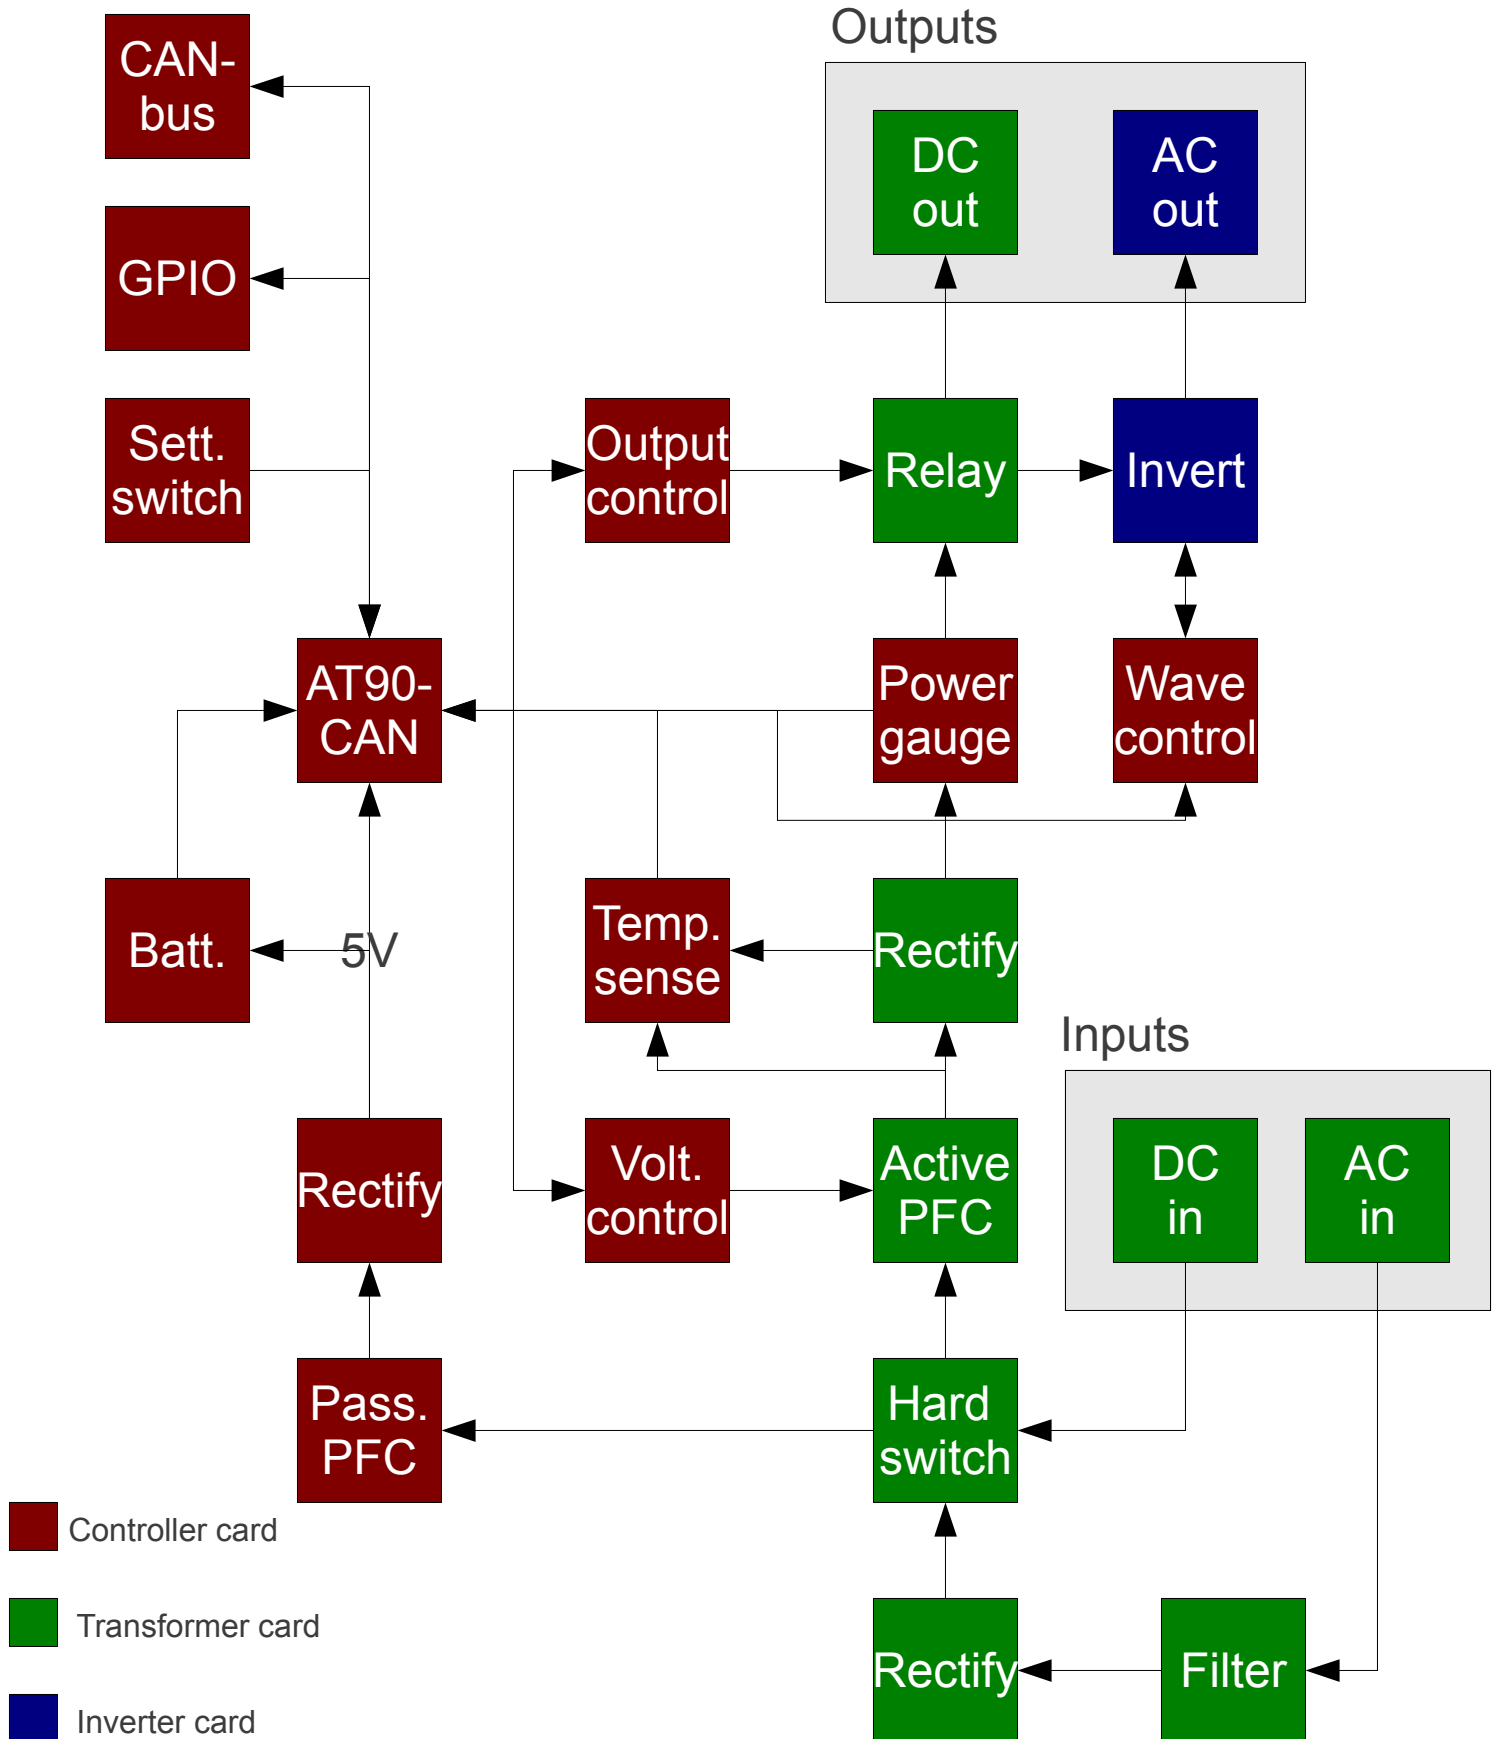 Outputs
CAN-
bus
DC
out
AC
out
GPIO
Sett.
switch
Output
control
Relay
Invert
AT90-
CAN
Power
gauge
Wave
control
Batt.
5V
Temp.
sense
Rectify
Inputs
Rectify
Volt.
control
Active
PFC
DC
in
AC
in
Pass.
PFC
Hard
switch
Controller card
Transformer card
Rectify
Filter
Inverter card